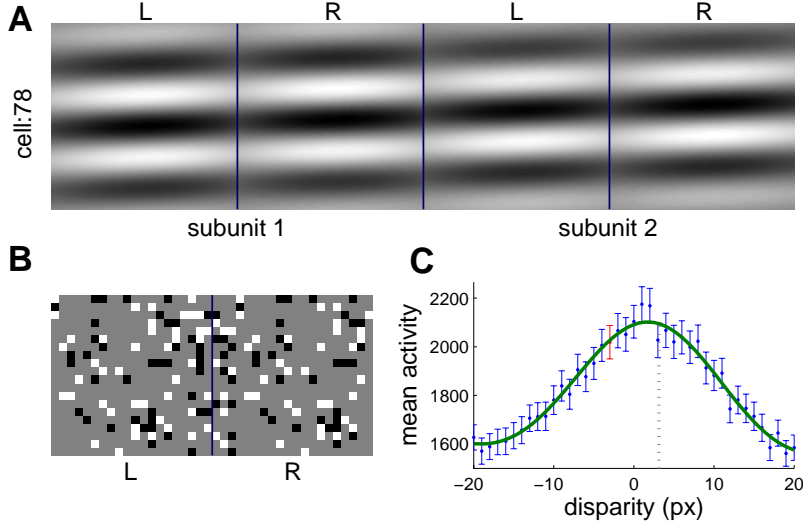 A
L R L R
cell:78
subunit 1 subunit 2
B
L R
C
mean activity
2200
2000
1800
1600
−20 −10 0 10 20
disparity (px)